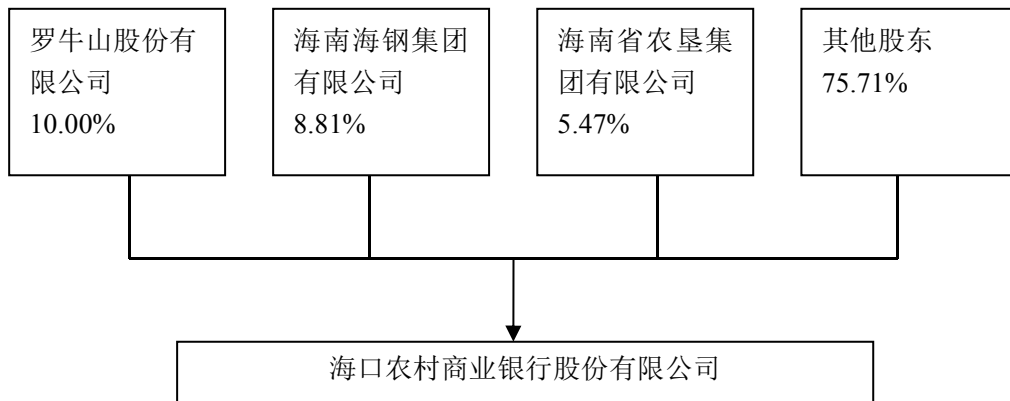 罗牛山股份有
限公司
10.00%
海南海钢集团
有限公司
8.81%
海南省农垦集
团有限公司
5.47%
其他股东
75.71%
海口农村商业银行股份有限公司